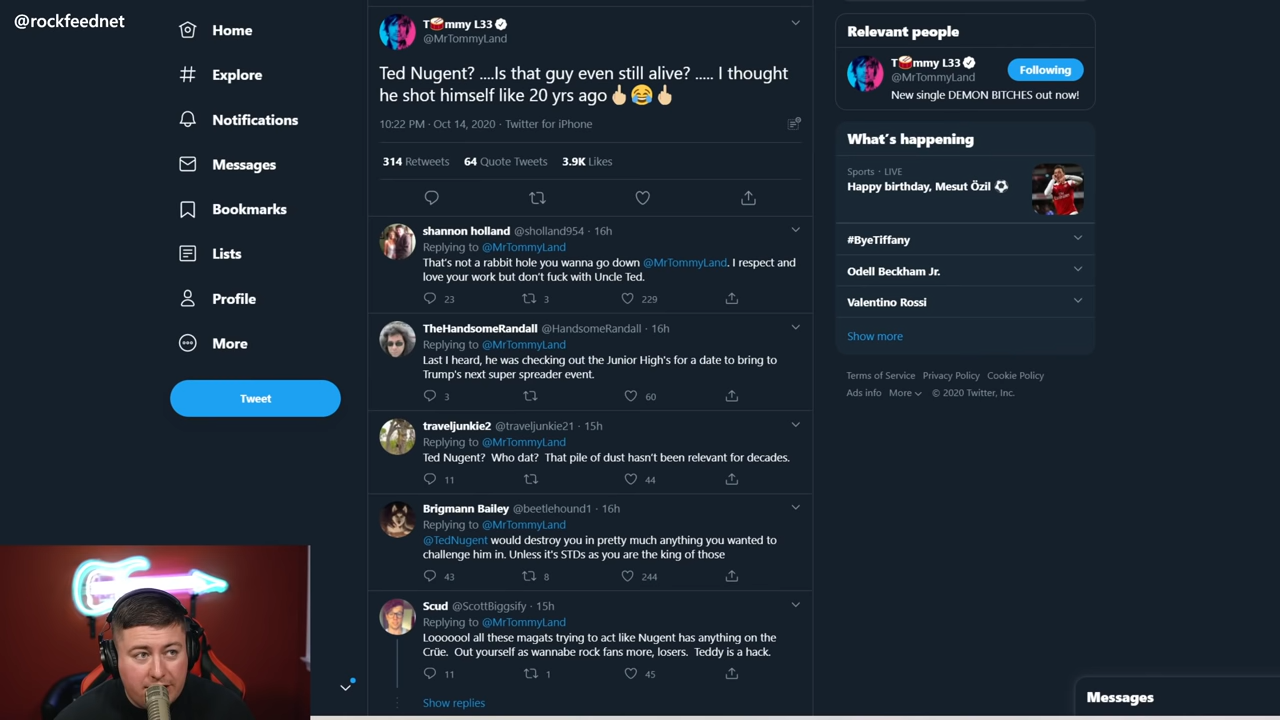 @rockfeednet
Home
Explore
Notifications
Messages
Bookmarks
Lists
Profile
More
Tweet
T🥁mmy L33
@MrTommyLand
Ted Nugent? ....Is that guy even still alive? ..... I thought
he shot himself like 20 yrs ago🖕🏼😂🖕🏼
10:22 PM · Oct 14, 2020 · Twitter for iPhone
314 Retweets 64 Quote Tweets 3.9K Likes
shannon holland @sholland954 · 16h
Replying to @MrTommyLand
That's not a rabbit hole you wanna go down @MrTommyLand. I respect and
love your work but don't fuck with Uncle Ted.
23 3 229
TheHandsomeRandall @HandsomeRandall · 16h
Replying to @MrTommyLand
Last I heard, he was checking out the Junior High's for a date to bring to
Trump's next super spreader event.
3 60
traveljunkie2 @traveljunkie21 · 15h
Replying to @MrTommyLand
Ted Nugent? Who dat? That pile of dust hasn't been relevant for decades.
11 44
Brigmann Bailey @beetlehound1 · 16h
Replying to @MrTommyLand
@TedNugent would destroy you in pretty much anything you wanted to
challenge him in. Unless it's STDs as you are the king of those
43 8 244
Scud @ScottBiggsify · 15h
Replying to @MrTommyLand
Looooool all these magats trying to act like Nugent has anything on the
Crüe. Out yourself as wannabe rock fans more, losers. Teddy is a hack.
11 1 45
Show replies
Relevant people
T🥁mmy L33
@MrTommyLand
Following
New single DEMON BITCHES out now!
What's happening
Sports · LIVE
Happy birthday, Mesut Özil ⚽
#ByeTiffany
Odell Beckham Jr.
Valentino Rossi
Show more
Terms of Service Privacy Policy Cookie Policy
Ads info More © 2020 Twitter, Inc.
Messages